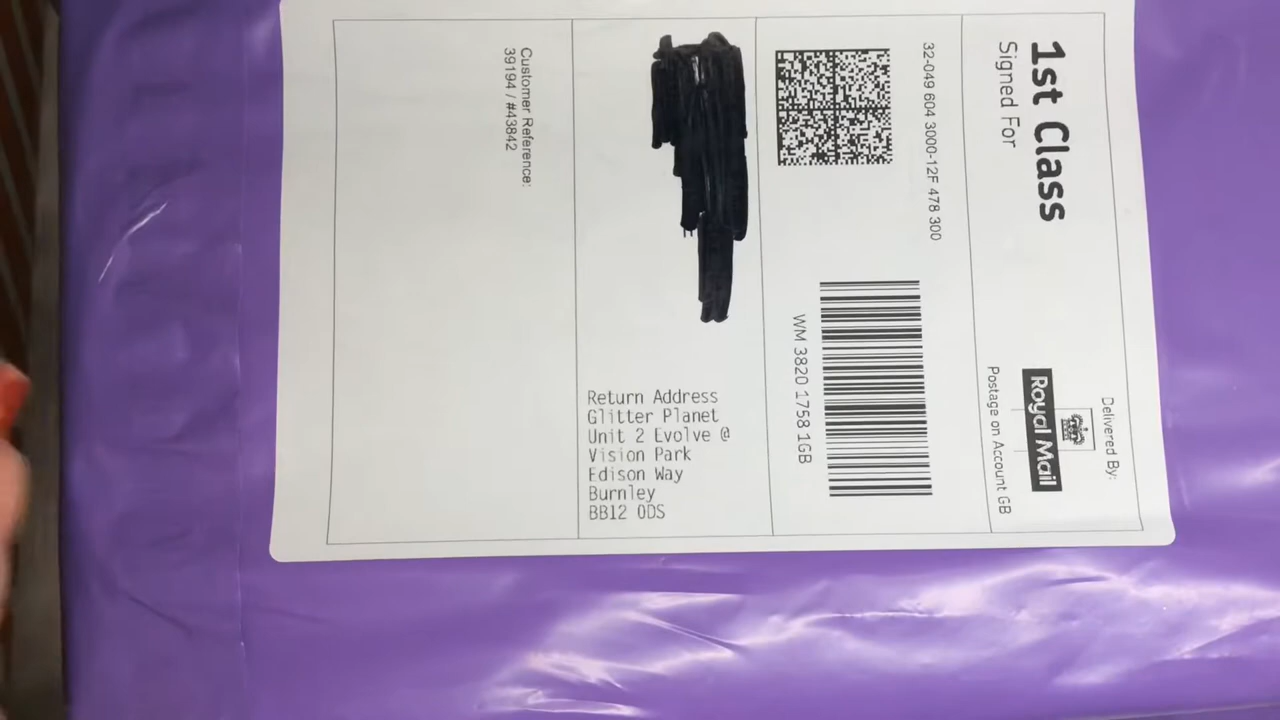 1st Class
Signed For
Delivered By:
Royal Mail
Postage on Account GB
32-049 604 3000-12F 478 300
WM 3820 1758 1GB
Return Address
Glitter Planet
Unit 2 Evolve @
Vision Park
Edison Way
Burnley
BB12 0DS
Customer Reference:
39194 / #43842